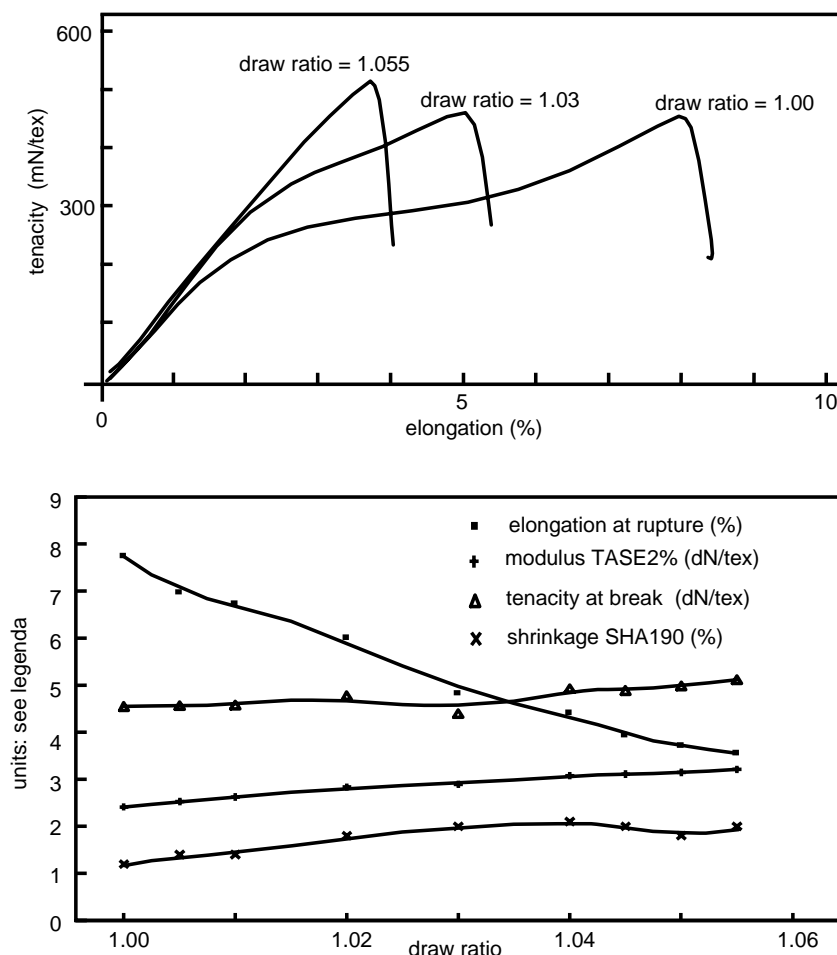 600
draw ratio = 1.055
draw ratio = 1.03
draw ratio = 1.00
tenacity (mN/tex)
300
0
5
10
elongation (%)
9
elongation at rupture (%)
8
modulus TASE2% (dN/tex)
7
tenacity at break (dN/tex)
6
shrinkage SHA190 (%)
5
units: see legenda
4
3
2
1
0
1.00
1.02
1.04
1.06
draw ratio